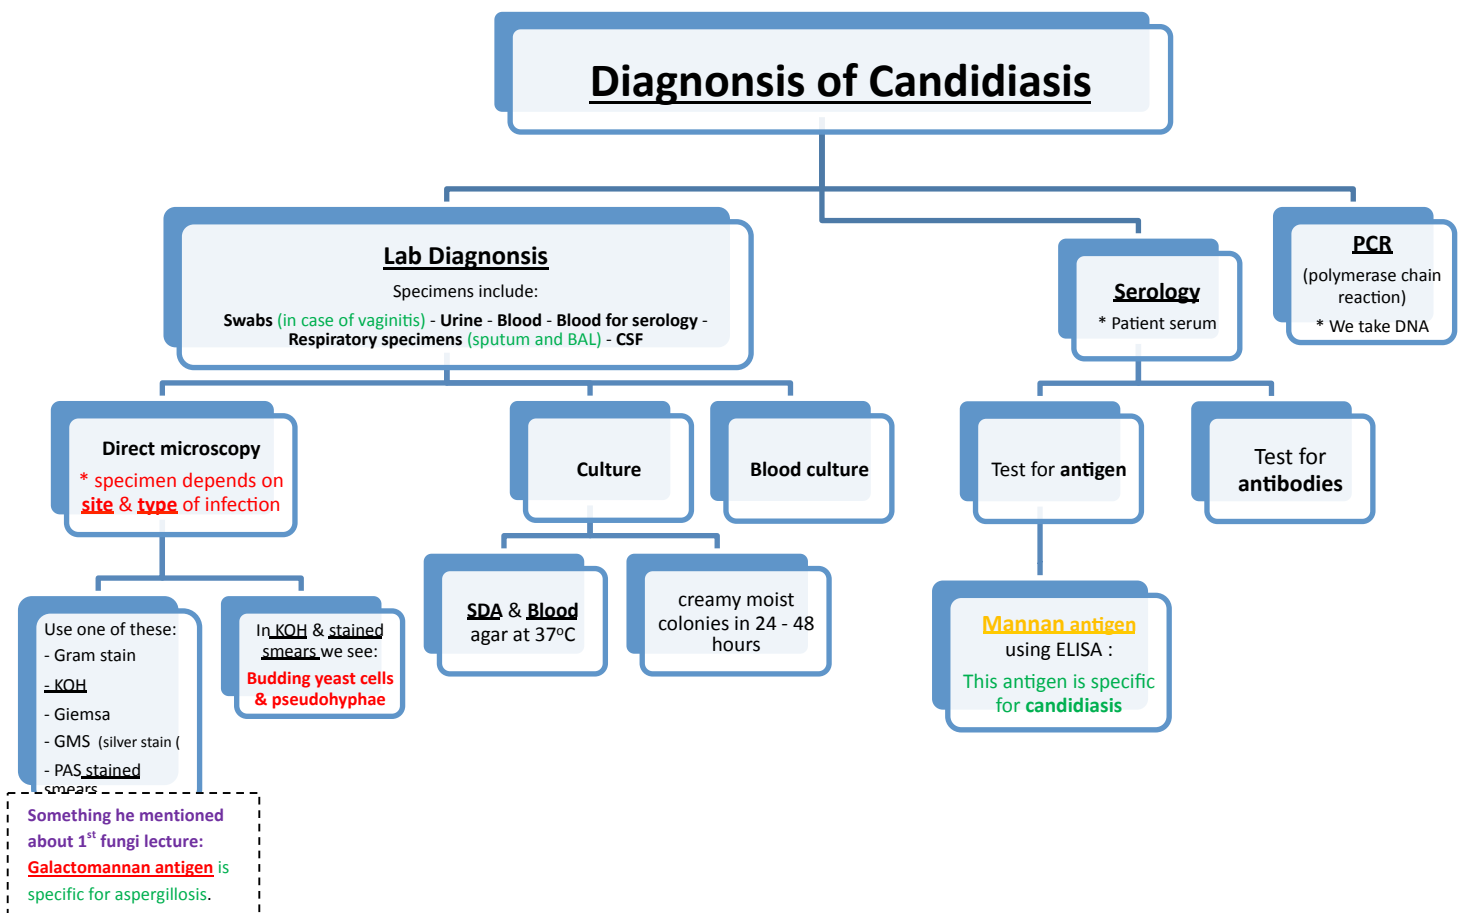 Diagnonsis of Candidiasis
Lab Diagnonsis
Specimens include:
Swabs (in case of vaginitis) - Urine - Blood - Blood for serology -
Respiratory specimens (sputum and BAL) - CSF
Serology
* Patient serum
PCR
(polymerase chain
reaction)
* We take DNA
Direct microscopy
* specimen depends on
site & type of infection
Culture
Blood culture
Test for antigen
Test for
antibodies
Use one of these:
- Gram stain
- KOH
- Giemsa
- GMS (silver stain (
- PAS stained
smears
In KOH & stained
smears we see:
Budding yeast cells
& pseudohyphae
SDA & Blood
agar at 37ºC
creamy moist
colonies in 24 - 48
hours
Mannan antigen
using ELISA :
This antigen is specific
for candidiasis
Something he mentioned
about 1st fungi lecture:
Galactomannan antigen is
specific for aspergillosis.